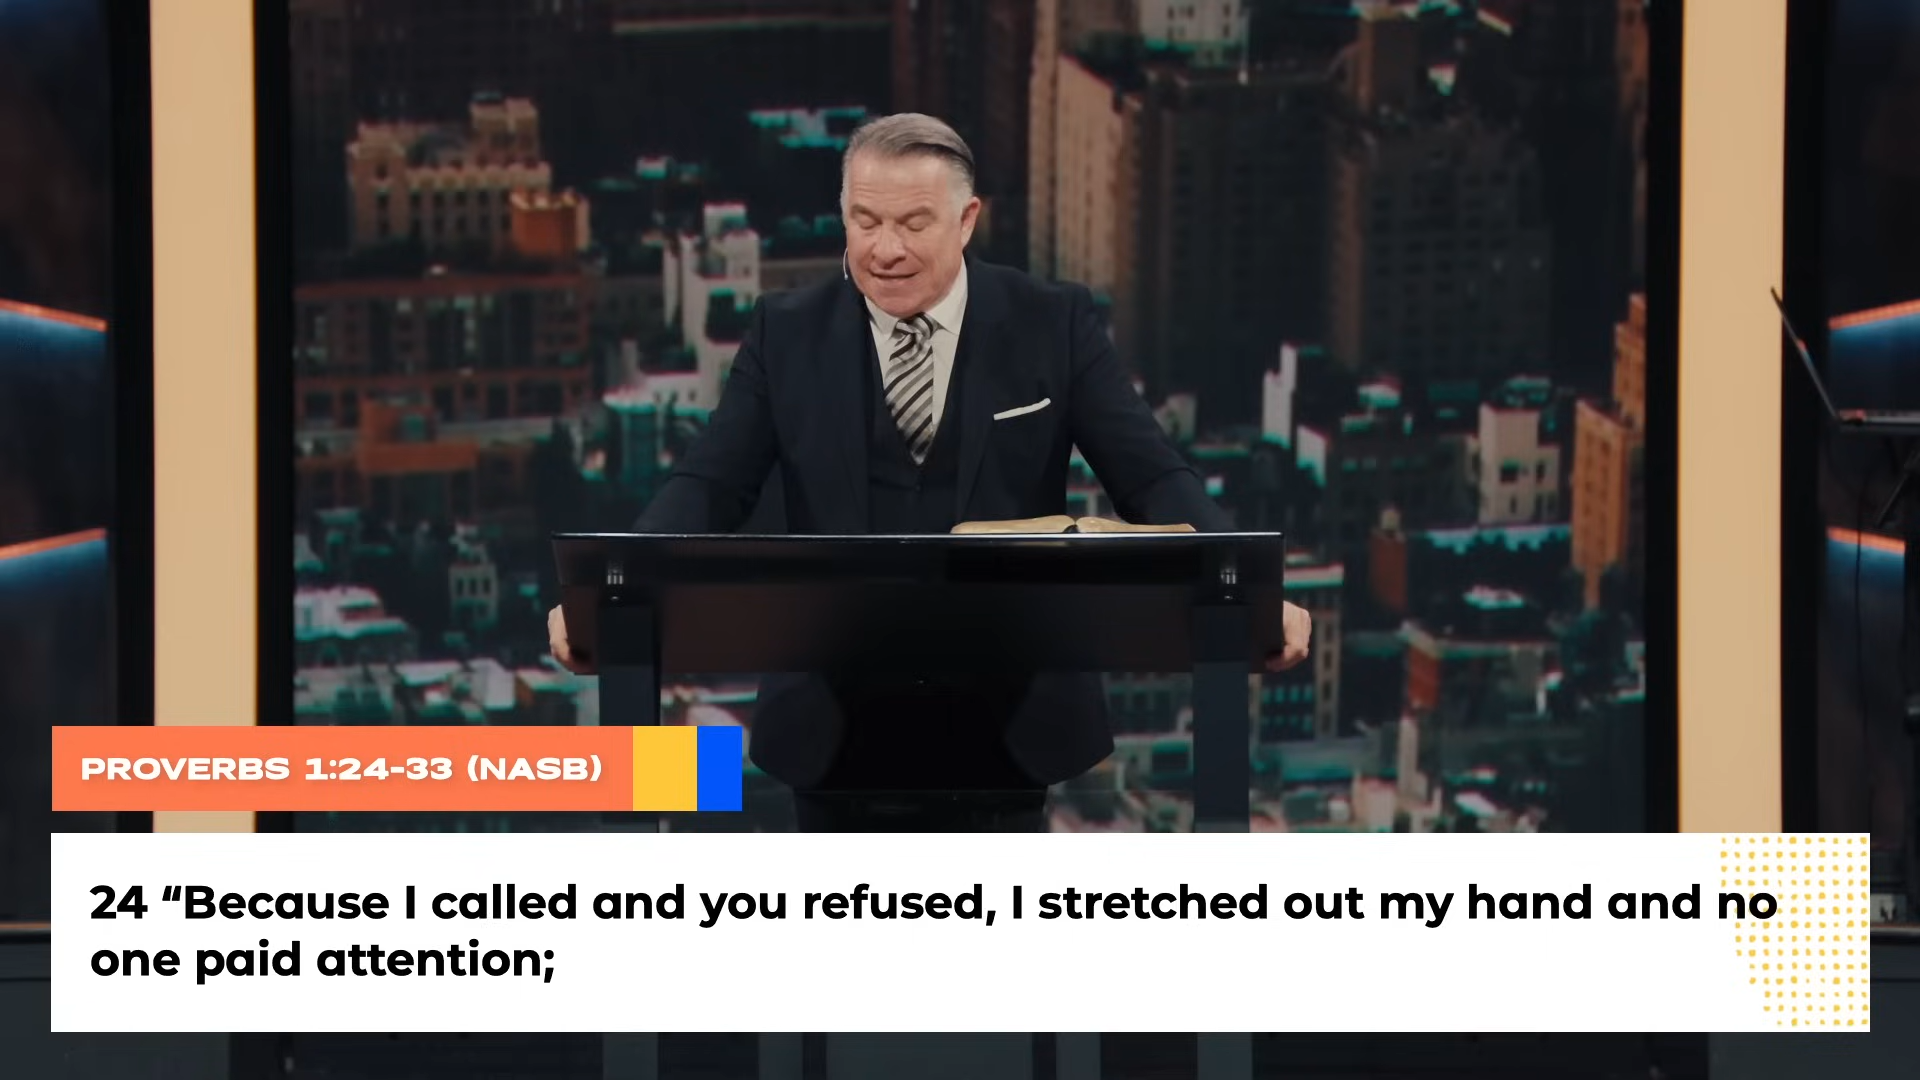 PROVERBS 1:24-33 (NASB)
24 “Because I called and you refused, I stretched out my hand and no
one paid attention;